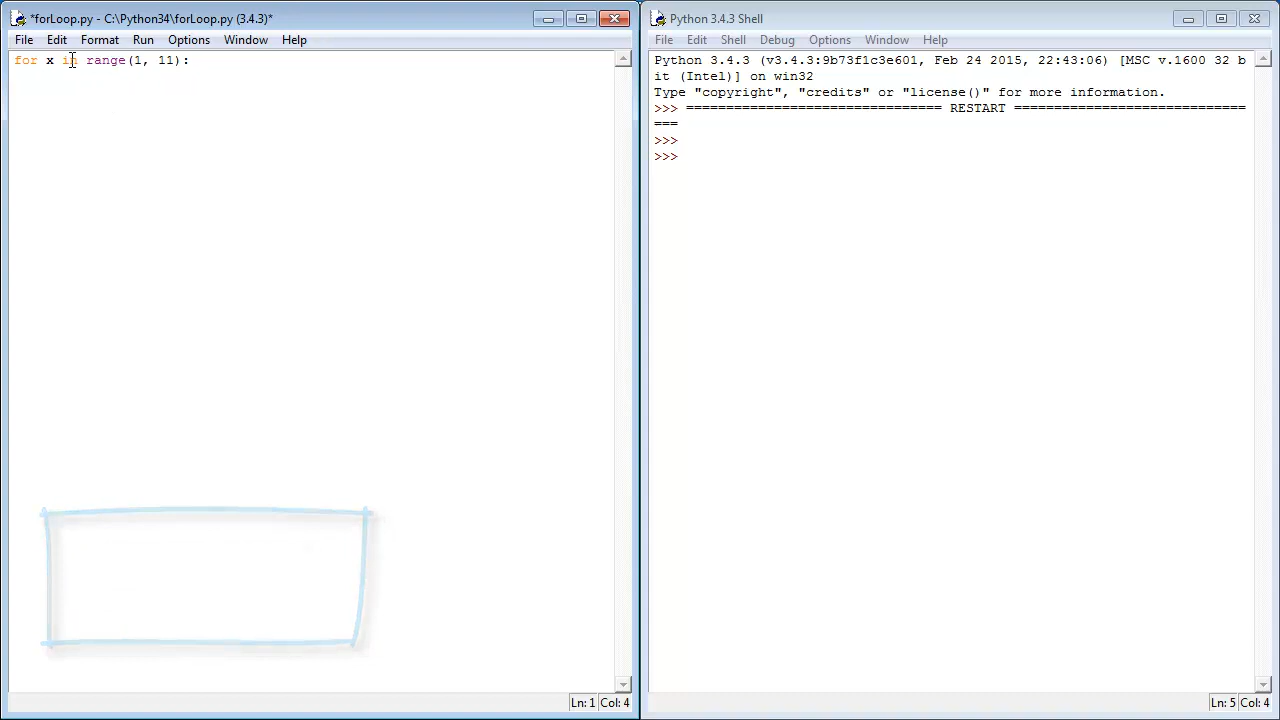 *forLoop.py - C:\Python34\forLoop.py (3.4.3)*
File Edit Format Run Options Window Help
for x in range(1, 11):
Ln: 1 Col: 4
Python 3.4.3 Shell
File Edit Shell Debug Options Window Help
Python 3.4.3 (v3.4.3:9b73f1c3e601, Feb 24 2015, 22:43:06) [MSC v.1600 32 b
it (Intel)] on win32
Type "copyright", "credits" or "license()" for more information.
>>> ================================ RESTART =============================
===
>>>
>>>
Ln: 5 Col: 4